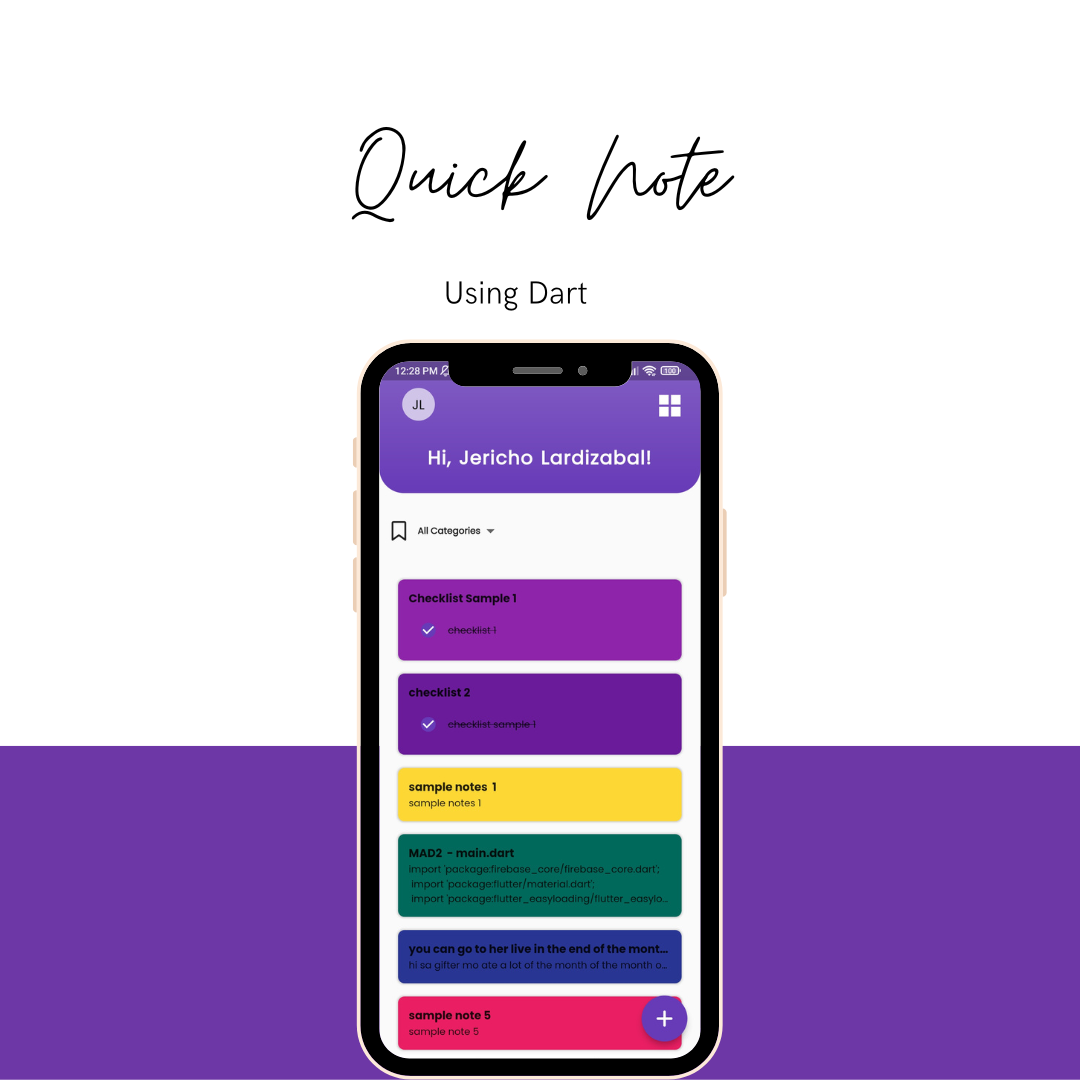 Quick Note
Using Dart
12:28 PM
100
JL
Hi, Jericho Lardizabal!
All Categories
Checklist Sample 1
checklist 1
checklist 2
checklist sample 1
sample notes 1
sample notes 1
MAD2 - main.dart
import 'package:firebase_core/firebase_core.dart';
import 'package:flutter/material.dart';
import 'package:flutter_easyloading/flutter_easylo...
you can go to her live in the end of the mont...
hi sa gifter mo ate a lot of the month of the month o...
sample note 5
sample note 5